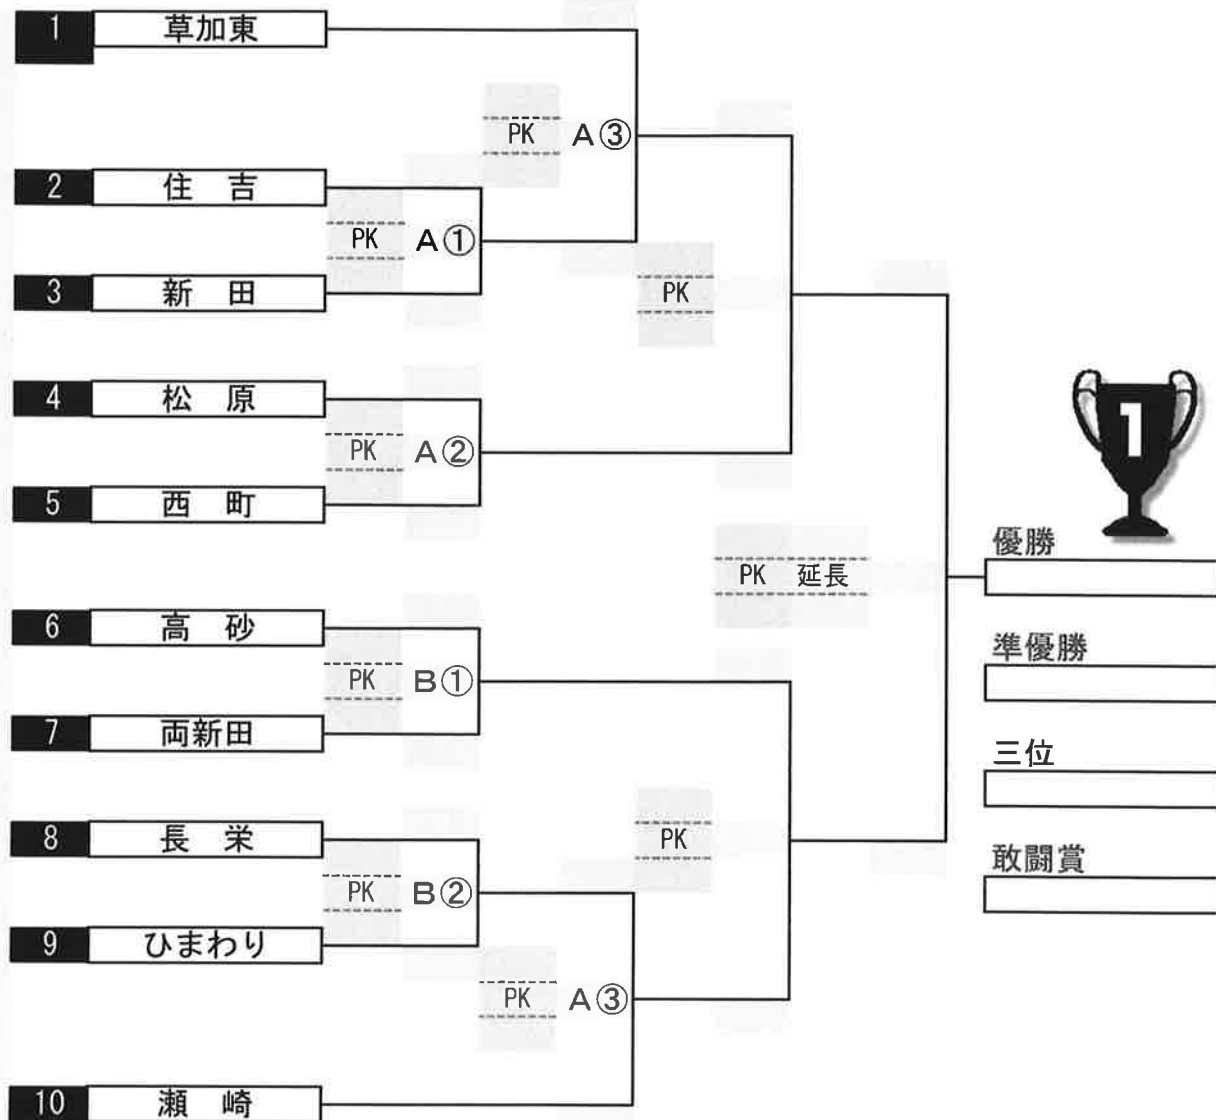 1 草加東
PK A③
2 住 吉
PK A①
3 新 田
PK
4 松 原
PK A②
5 西 町
1
優勝
PK 延長
6 高 砂
準優勝
PK B①
7 両新田
三位
8 長 栄
PK
敢闘賞
PK B②
9 ひまわり
PK A③
10 瀬 崎